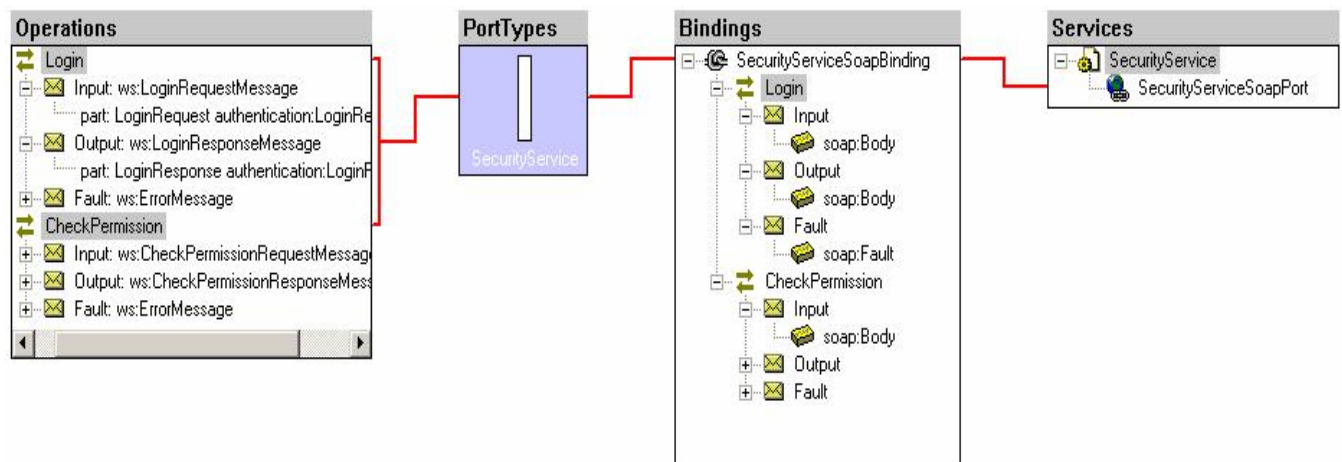 Operations
Login
Input: ws:LoginRequestMessage
part: LoginRequest authentication:LoginRe
Output: ws:LoginResponseMessage
part: LoginResponse authentication:LoginF
Fault: ws:ErrorMessage
CheckPermission
Input: ws:CheckPermissionRequestMessag
Output: ws:CheckPermissionResponseMess
Fault: ws:ErrorMessage
PortTypes
SecurityService
Bindings
SecurityServiceSoapBinding
Login
Input
soap:Body
Output
soap:Body
Fault
soap:Fault
CheckPermission
Input
soap:Body
Output
Fault
Services
SecurityService
SecurityServiceSoapPort